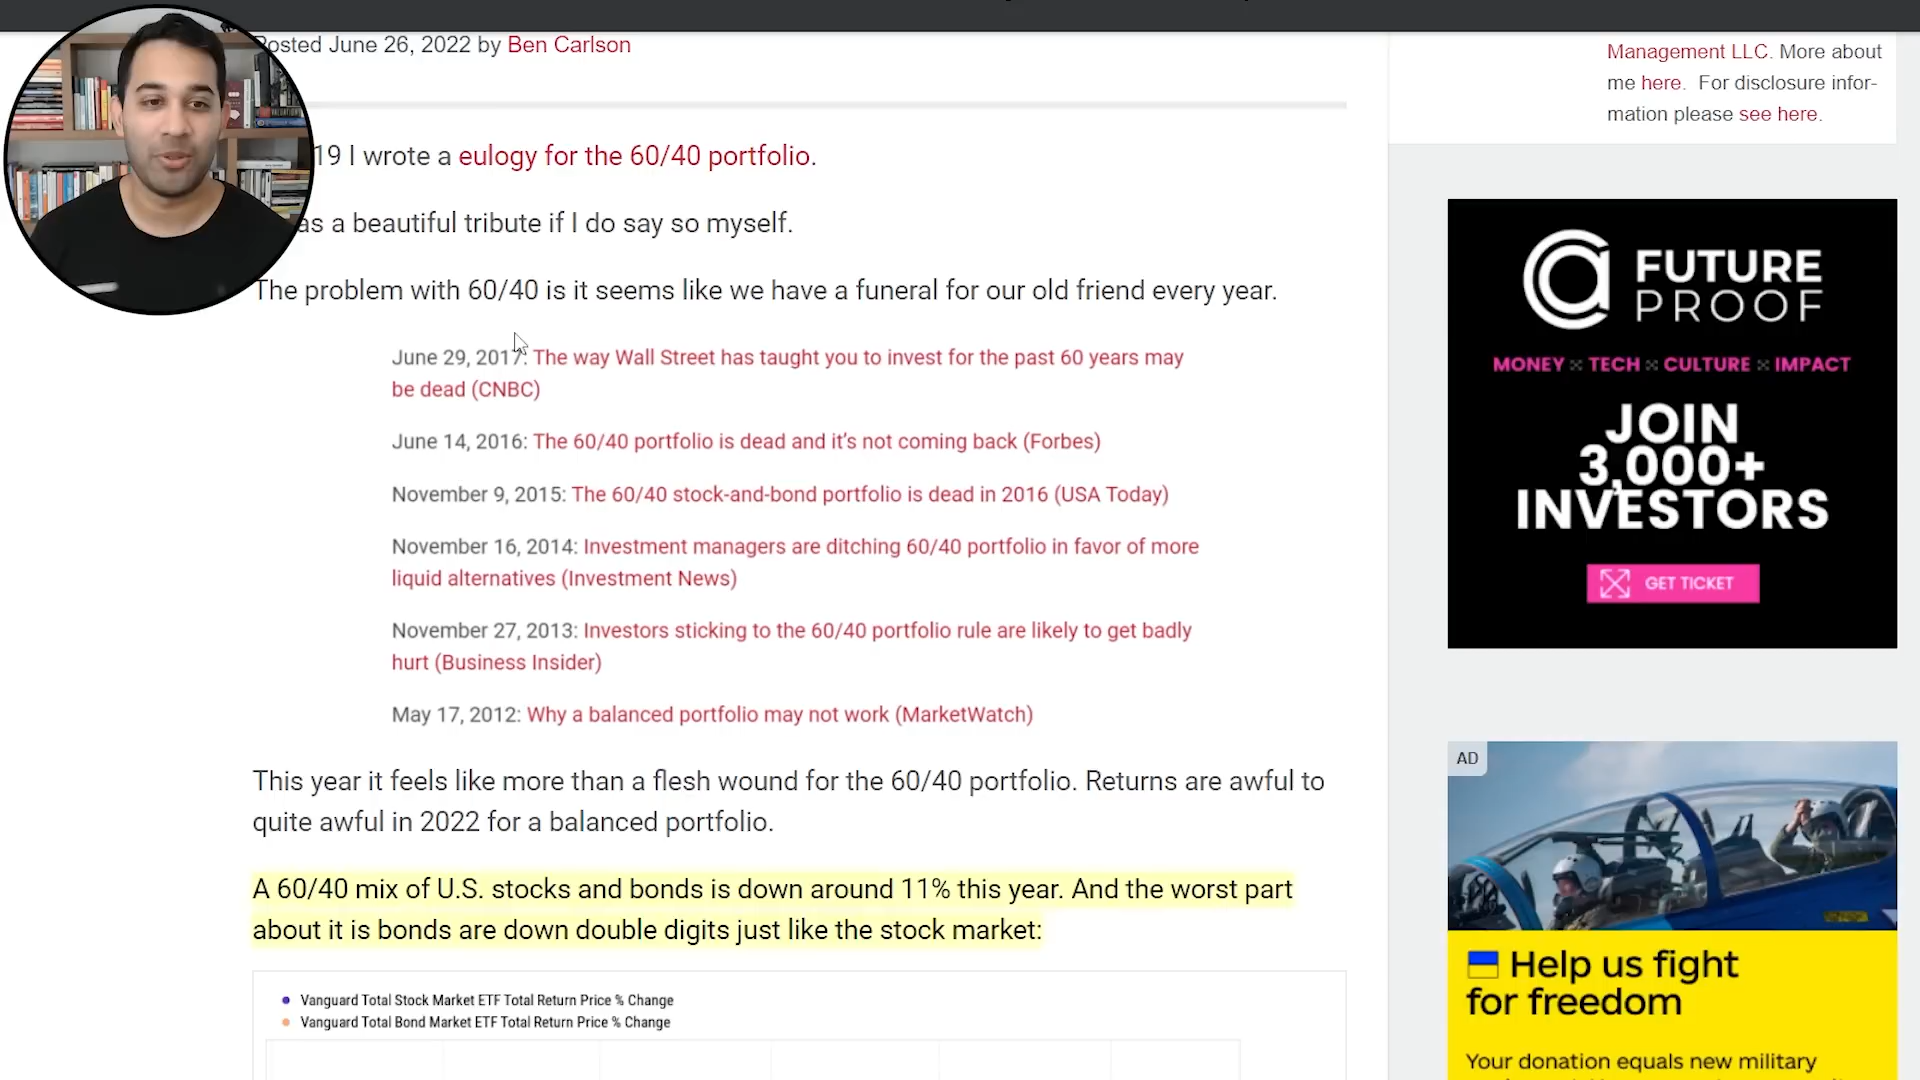 Posted June 26, 2022 by Ben Carlson
19 I wrote a eulogy for the 60/40 portfolio.
as a beautiful tribute if I do say so myself.
The problem with 60/40 is it seems like we have a funeral for our old friend every year.
June 29, 2017: The way Wall Street has taught you to invest for the past 60 years may
be dead (CNBC)
June 14, 2016: The 60/40 portfolio is dead and it's not coming back (Forbes)
November 9, 2015: The 60/40 stock-and-bond portfolio is dead in 2016 (USA Today)
November 16, 2014: Investment managers are ditching 60/40 portfolio in favor of more
liquid alternatives (Investment News)
November 27, 2013: Investors sticking to the 60/40 portfolio rule are likely to get badly
hurt (Business Insider)
May 17, 2012: Why a balanced portfolio may not work (MarketWatch)
This year it feels like more than a flesh wound for the 60/40 portfolio. Returns are awful to
quite awful in 2022 for a balanced portfolio.
A 60/40 mix of U.S. stocks and bonds is down around 11% this year. And the worst part
about it is bonds are down double digits just like the stock market:
Vanguard Total Stock Market ETF Total Return Price % Change
Vanguard Total Bond Market ETF Total Return Price % Change
Management LLC. More about
me here. For disclosure infor-
mation please see here.
FUTURE
PROOF
MONEY TECH CULTURE IMPACT
JOIN
3,000+
INVESTORS
GET TICKET
AD
Help us fight
for freedom
Your donation equals new military